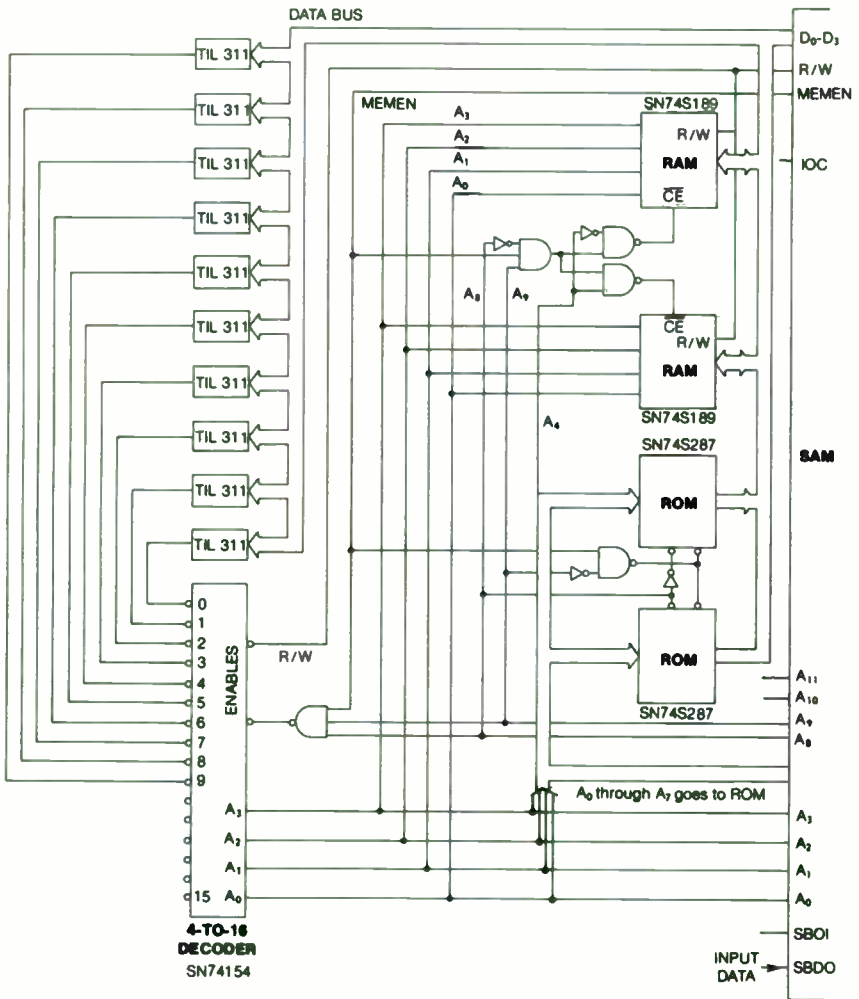 DATA BUS
D₀-D₃
TIL 311
R/W
MEMEN
MEMEN
SN74S189
A₃
R/W
TIL 311
A₂
RAM
A₁
IOC
TIL 311
A₀
CE
TIL 311
TIL 311
A₈
A₉
TIL 311
CE
R/W
RAM
TIL 311
SN74S189
A₄
TIL 311
SN74S287
SAM
TIL 311
ROM
TIL 311
0
1
2
3
4
5
6
7
8
9
15
ENABLES
R/W
ROM
SN74S287
A₁₁
A₁₀
A₉
A₈
A₀ through A₇ goes to ROM
A₃
A₃
A₂
A₂
A₁
A₁
A₀
A₀
4-TO-16
DECODER
SN74154
SBOI
INPUT
DATA
SBDO